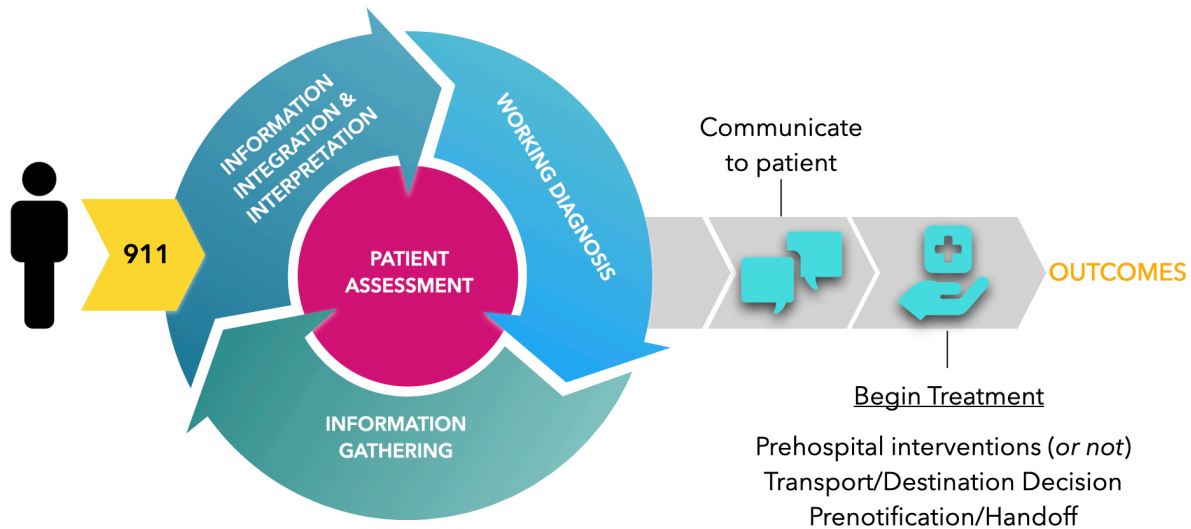 911
INFORMATION
INTEGRATION &
INTERPRETATION
WORKING DIAGNOSIS
PATIENT
ASSESSMENT
INFORMATION
GATHERING
Communicate
to patient
OUTCOMES
Begin Treatment
Prehospital interventions (or not)
Transport/Destination Decision
Prenotification/Handoff